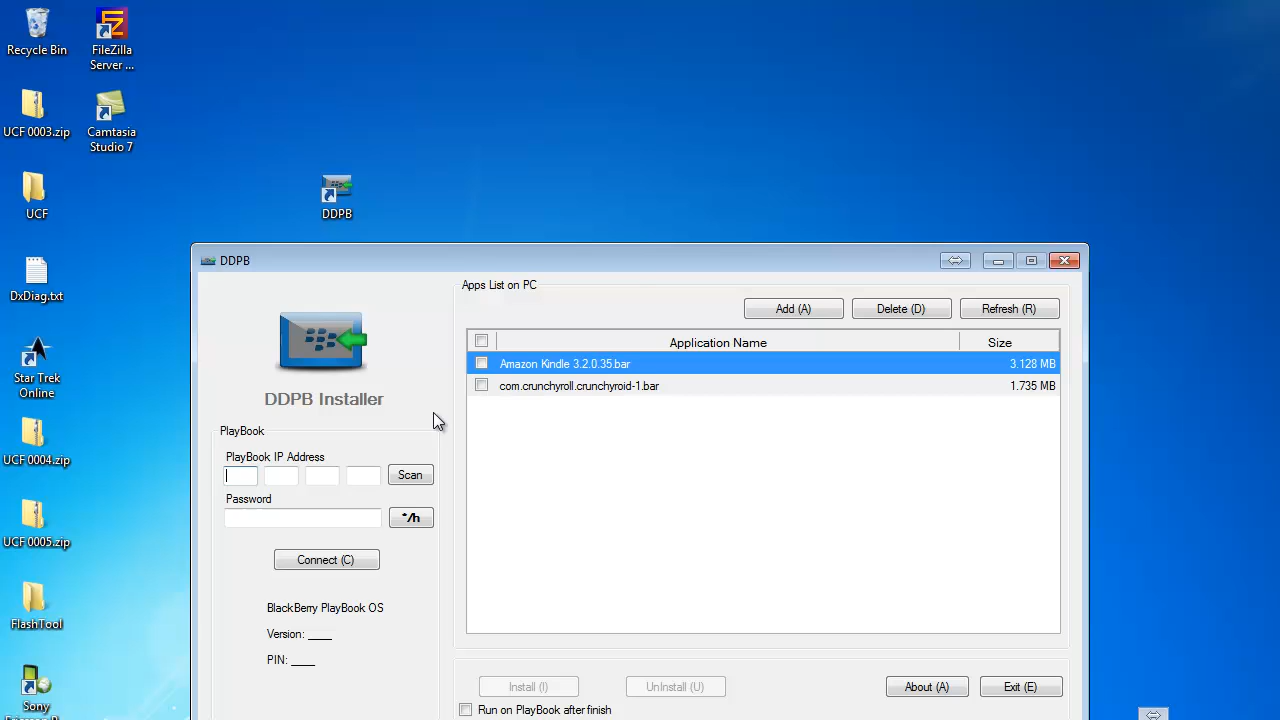 Recycle Bin
FileZilla
Server ...
UCF 0003.zip
Camtasia
Studio 7
UCF
DDPB
DxDiag.txt
Star Trek
Online
UCF 0004.zip
UCF 0005.zip
FlashTool
Sony
DDPB
DDPB Installer
PlayBook
PlayBook IP Address
Scan
Password
*/h
Connect (C)
BlackBerry PlayBook OS
Version: ____
PIN: ____
Apps List on PC
Add (A)
Delete (D)
Refresh (R)
Application Name
Size
Amazon Kindle 3.2.0.35.bar
3.128 MB
com.crunchyroll.crunchyroid-1.bar
1.735 MB
Install (I)
UnInstall (U)
About (A)
Exit (E)
Run on PlayBook after finish